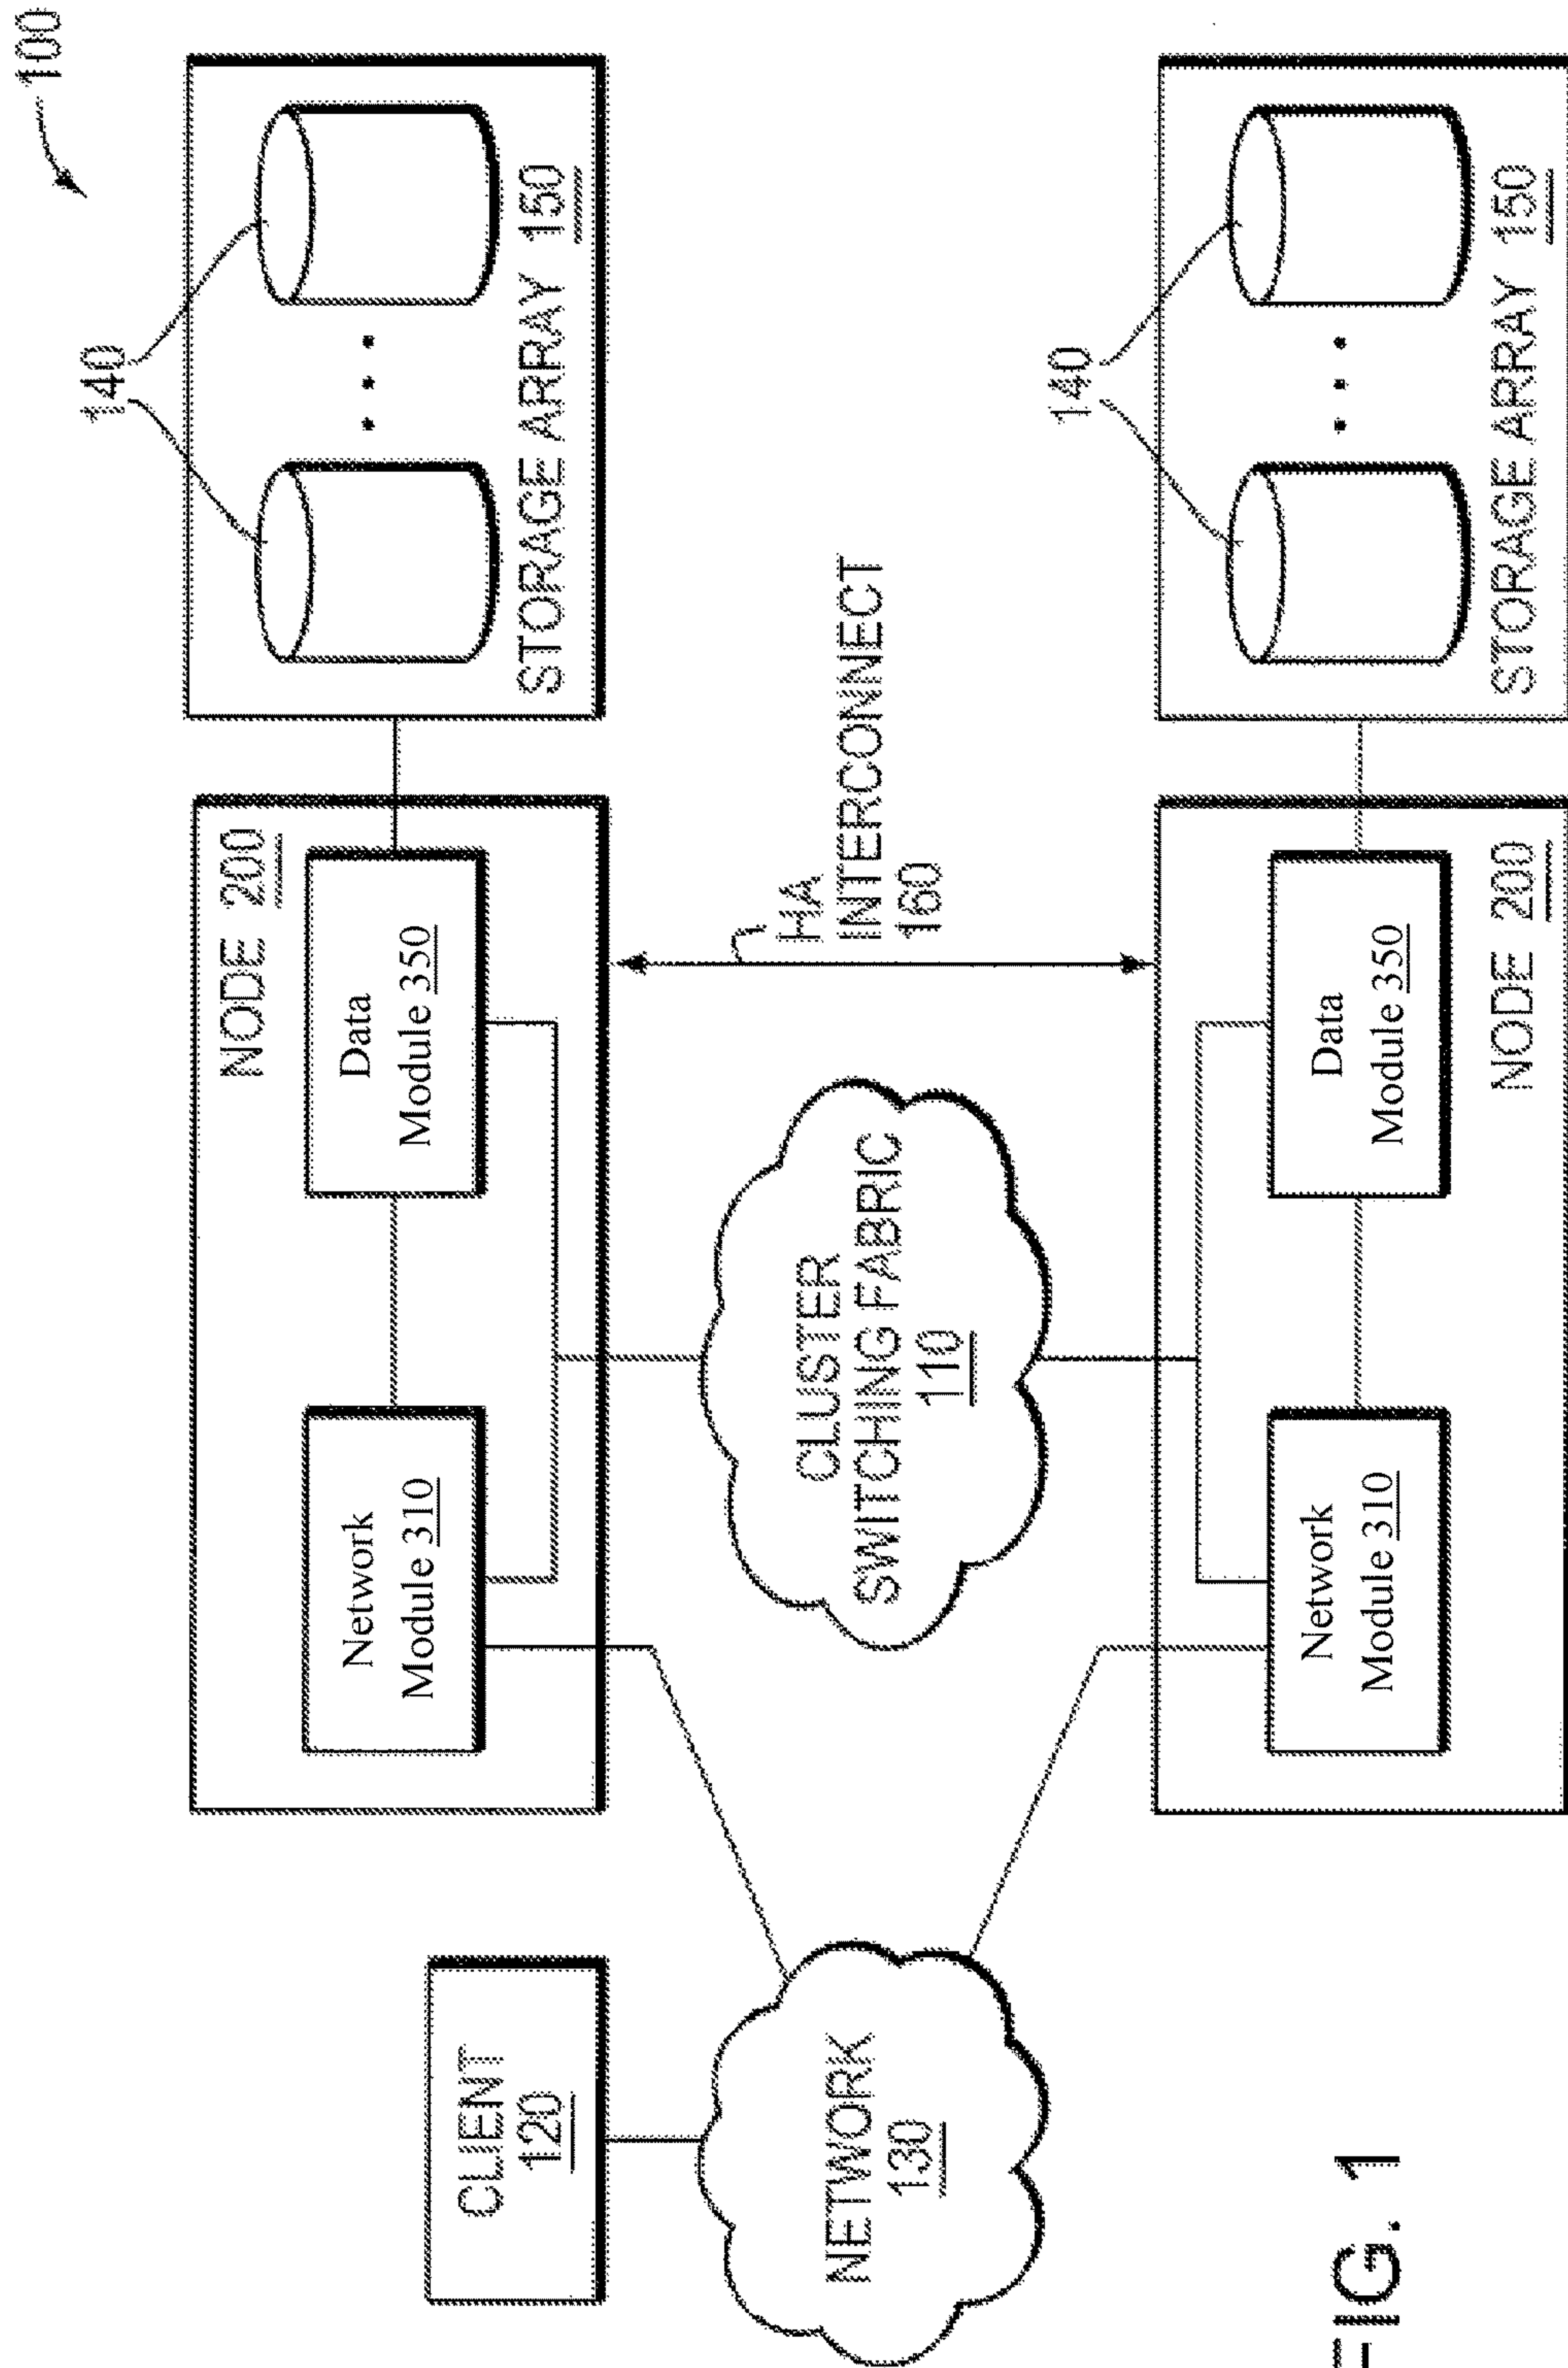 100
140
STORAGE ARRAY 150
NODE 200
Network
Module 310
Data
Module 350
CLIENT
120
HA
INTERCONNECT
160
NETWORK
130
CLUSTER
SWITCHING FABRIC
110
140
STORAGE ARRAY 150
Network
Module 310
Data
Module 350
NODE 200
FIG. 1